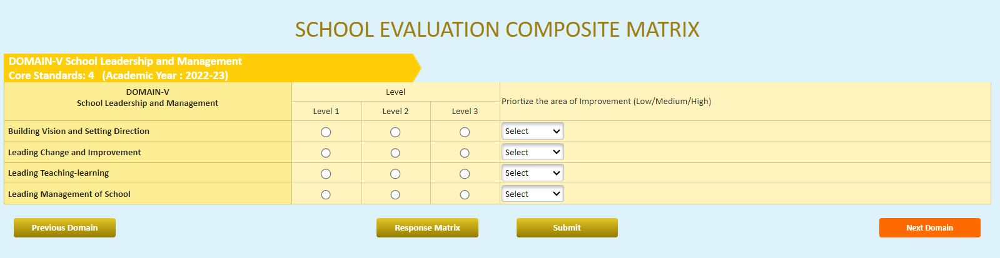 SCHOOL EVALUATION COMPOSITE MATRIX
DOMAIN-V School Leadership and Management
Core Standards: 4 (Academic Year : 2022-23)
DOMAIN-V
School Leadership and Management
Level
Priortize the area of Improvement (Low/Medium/High)
Level 1 Level 2 Level 3
Building Vision and Setting Direction Select
Leading Change and Improvement Select
Leading Teaching-learning Select
Leading Management of School Select
Previous Domain Response Matrix Submit Next Domain